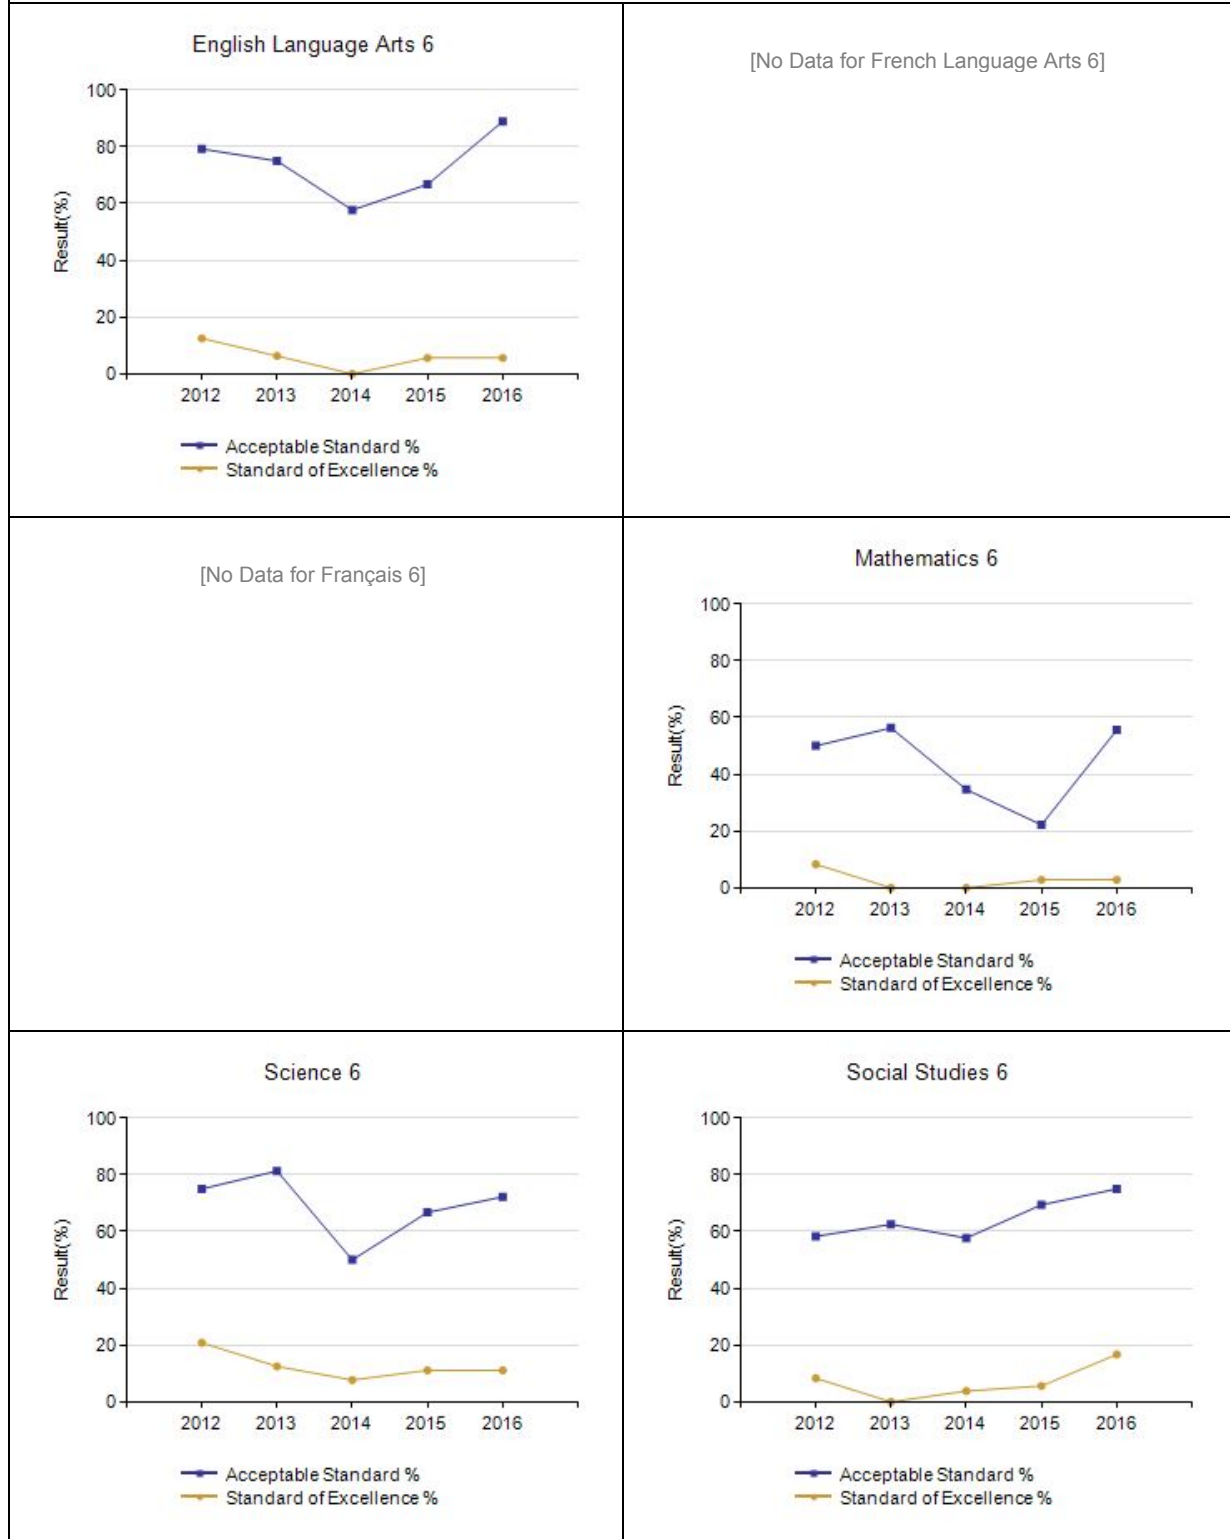 English Language Arts 6
100
80
60
40
20
0
Result(%)
2012 2013 2014 2015 2016
Acceptable Standard %
Standard of Excellence %
[No Data for French Language Arts 6]
[No Data for Français 6]
Mathematics 6
100
80
60
40
20
0
Result(%)
2012 2013 2014 2015 2016
Acceptable Standard %
Standard of Excellence %
Science 6
100
80
60
40
20
0
Result(%)
2012 2013 2014 2015 2016
Acceptable Standard %
Standard of Excellence %
Social Studies 6
100
80
60
40
20
0
Result(%)
2012 2013 2014 2015 2016
Acceptable Standard %
Standard of Excellence %